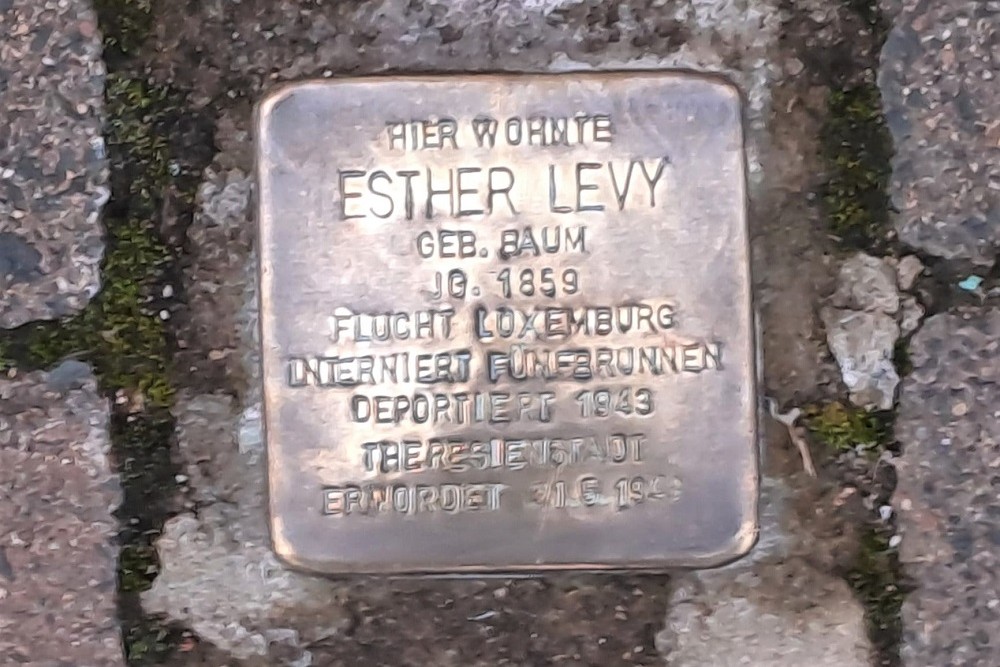 HIER WOHNTE
ESTHER LEVY
GEB. BAUM
JG. 1859
FLUCHT LUXEMBURG
INTERNIERT FÜNFBRUNNEN
DEPORTIERT 1943
THERESIENSTADT
ERMORDET